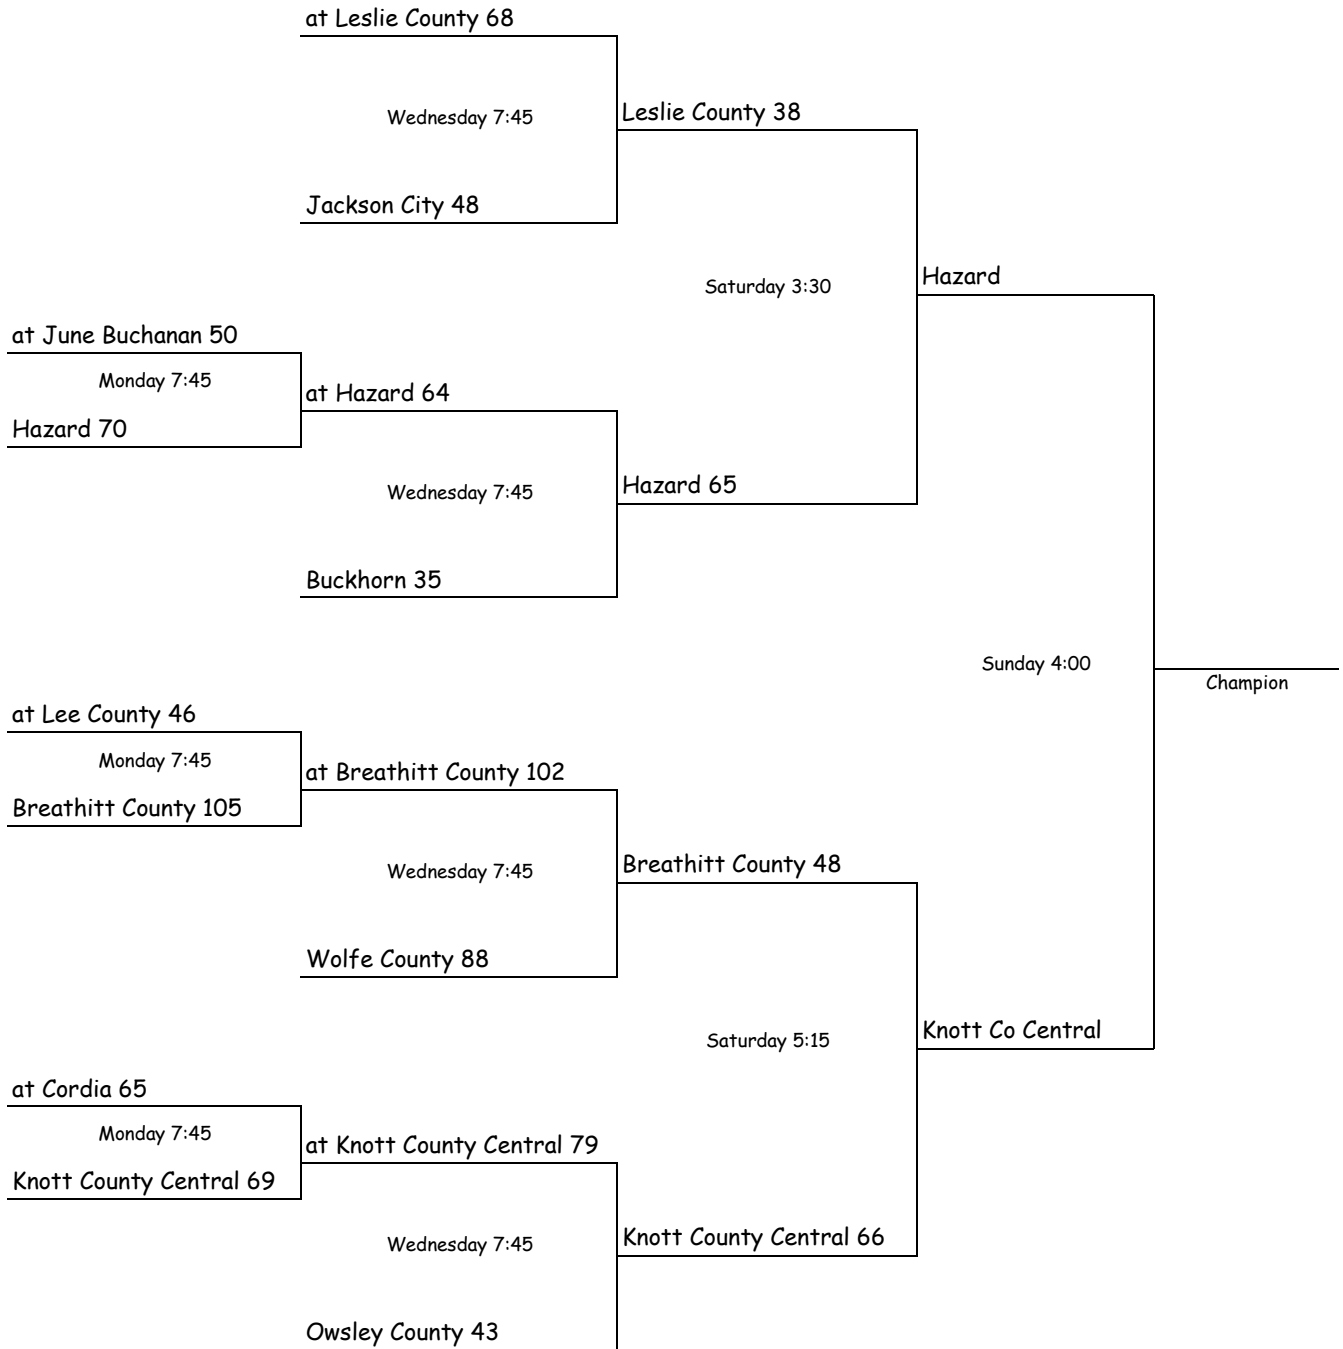 at Leslie County 68
Wednesday 7:45
Leslie County 38
Jackson City 48
Saturday 3:30
Hazard
at June Buchanan 50
Monday 7:45
at Hazard 64
Hazard 70
Wednesday 7:45
Hazard 65
Buckhorn 35
Sunday 4:00
Champion
at Lee County 46
Monday 7:45
at Breathitt County 102
Breathitt County 105
Wednesday 7:45
Breathitt County 48
Wolfe County 88
Saturday 5:15
Knott Co Central
at Cordia 65
Monday 7:45
at Knott County Central 79
Knott County Central 69
Wednesday 7:45
Knott County Central 66
Owsley County 43